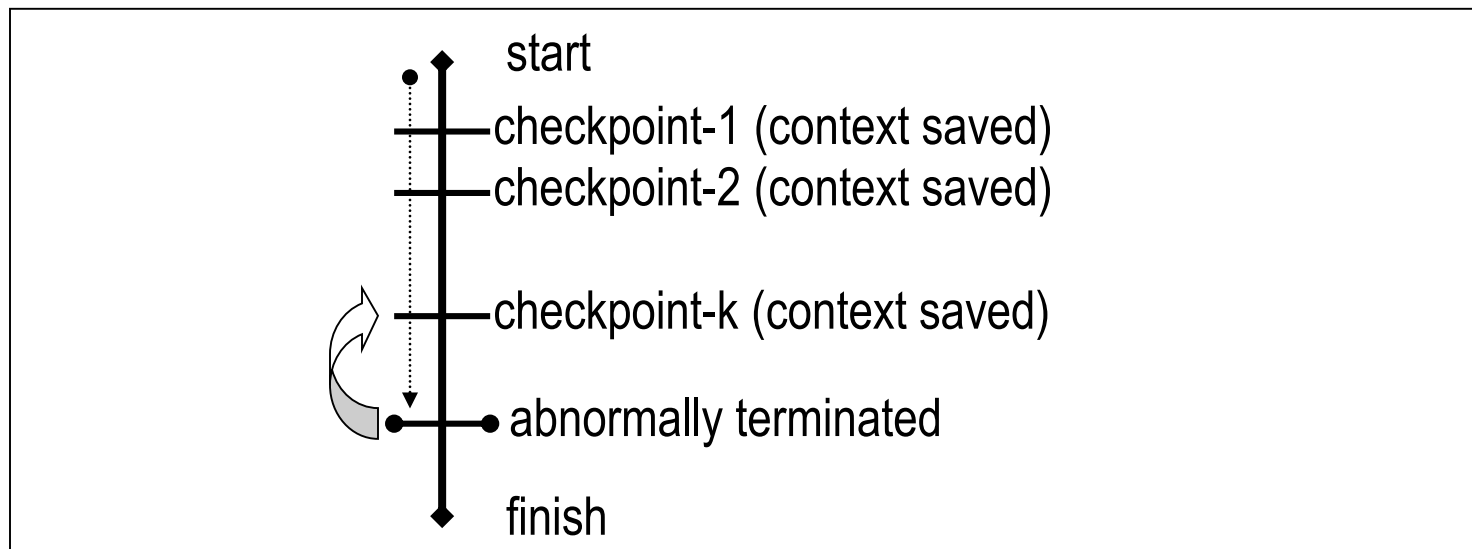 start
checkpoint-1 (context saved)
checkpoint-2 (context saved)
checkpoint-k (context saved)
abnormally terminated
finish